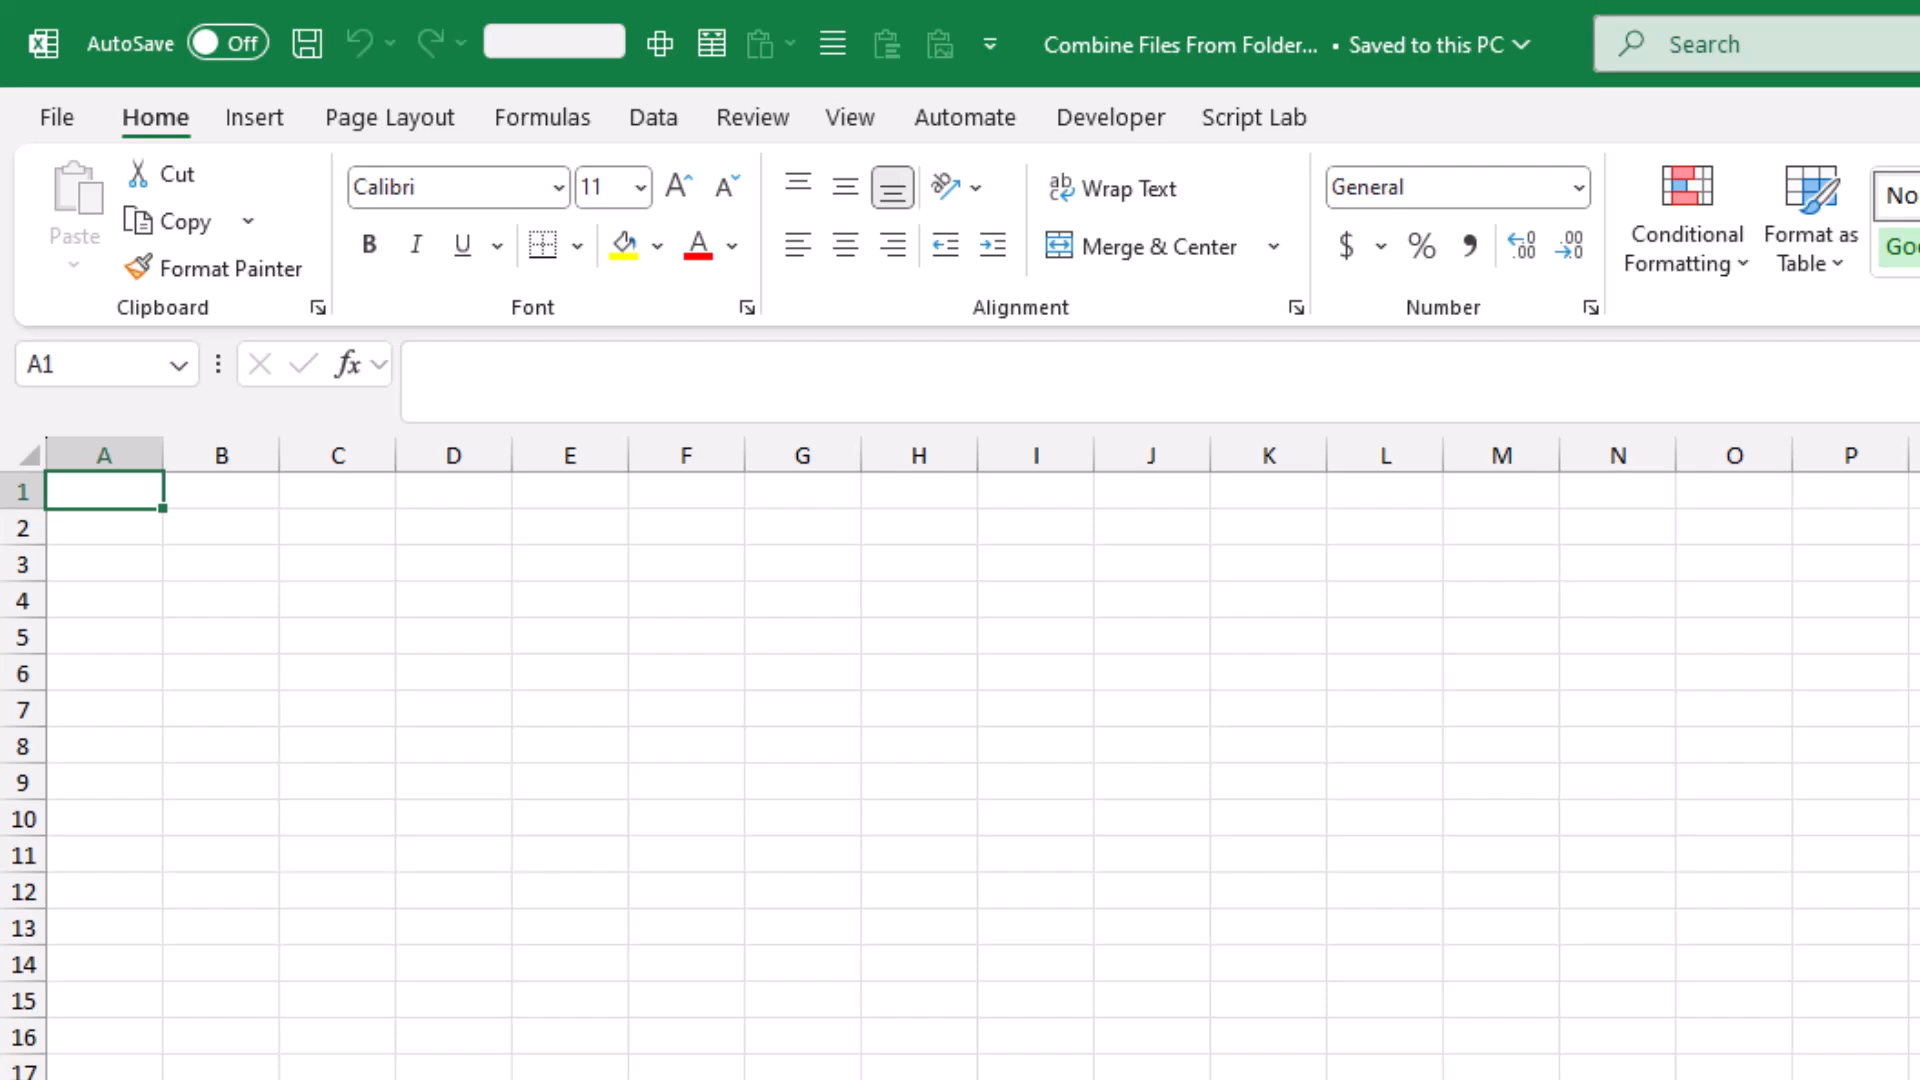 AutoSave Off Combine Files From Folder... • Saved to this PC Search
File Home Insert Page Layout Formulas Data Review View Automate Developer Script Lab
Paste
Cut
Copy
Format Painter
Clipboard
Calibri 11
B I U A
Font
Wrap Text
Merge & Center
Alignment
General
$ % 9 .00
Number
Conditional Formatting
Format as Table
No
Goo
A1 fx
A B C D E F G H I J K L M N O P
1
2
3
4
5
6
7
8
9
10
11
12
13
14
15
16
17